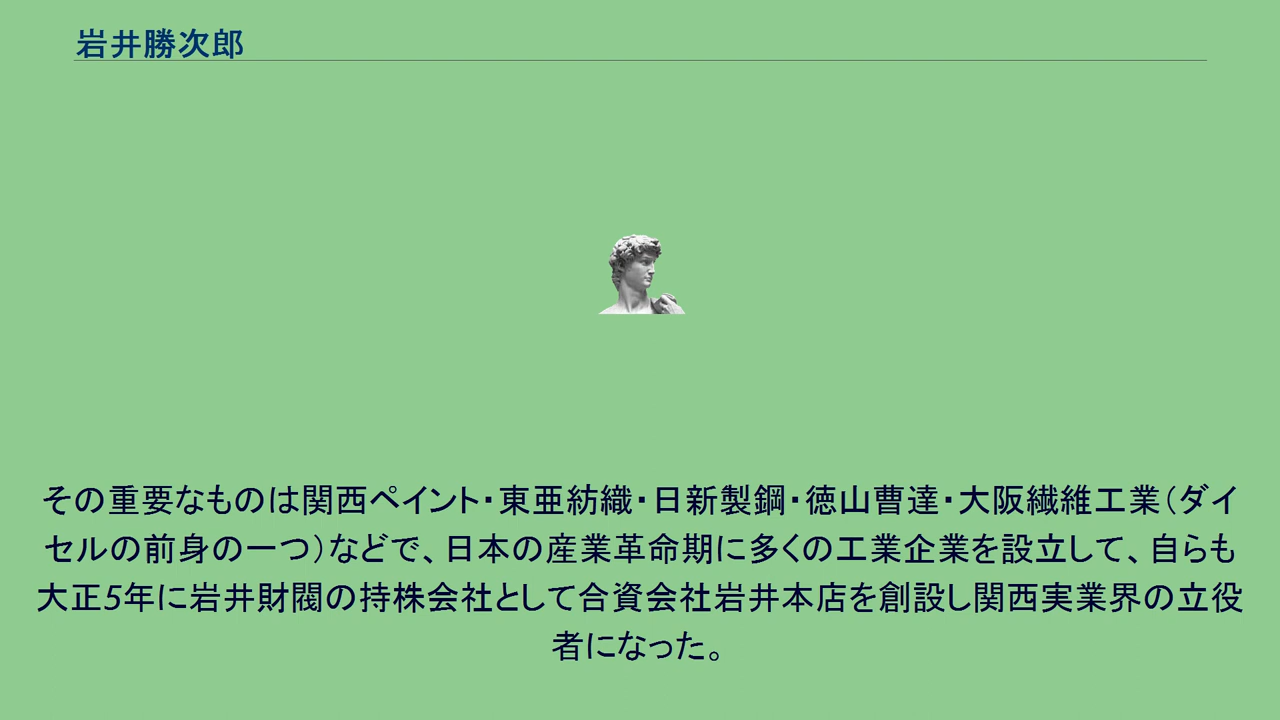 岩井勝次郎
その重要なものは関西ペイント・東亜紡織・日新製鋼・徳山曹達・大阪繊維工業（ダイ
セルの前身の一つ）などで、日本の産業革命期に多くの工業企業を設立して、自らも
大正5年に岩井財閥の持株会社として合資会社岩井本店を創設し関西実業界の立役
者になった。